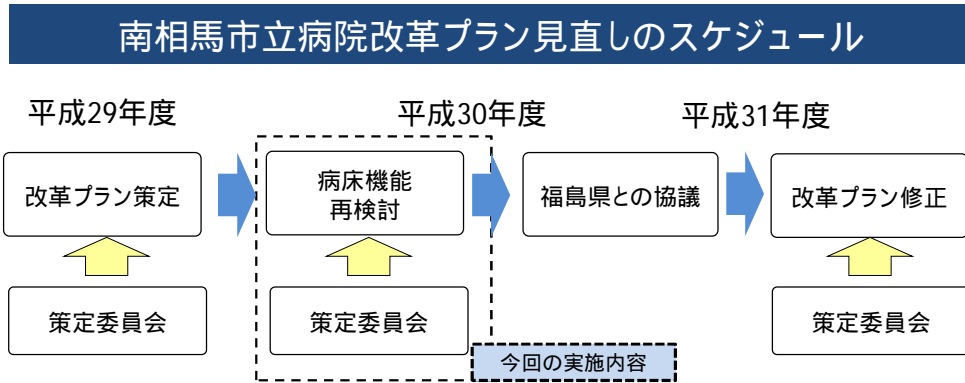 南相馬市立病院改革プラン見直しのスケジュール
平成29年度
平成30年度
平成31年度
改革プラン策定
病床機能
再検討
福島県との協議
改革プラン修正
策定委員会
策定委員会
策定委員会
今回の実施内容